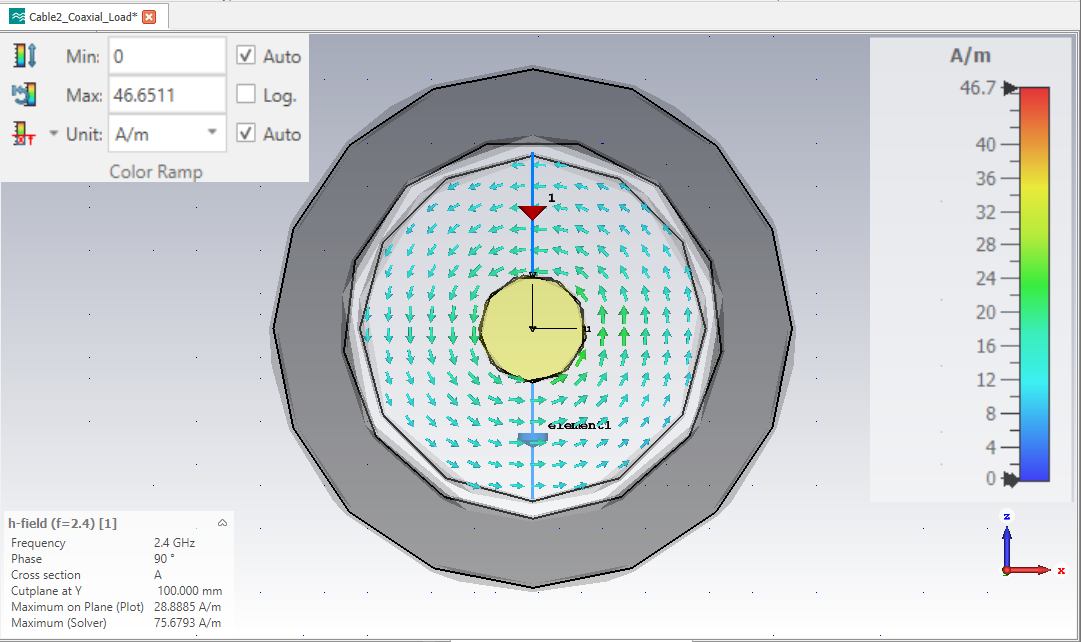 Cable2_Coaxial_Load*
Min: 0 Auto
Max: 46.6511 Log.
Unit: A/m Auto
Color Ramp
A/m
46.7
40
36
32
28
24
20
16
12
8
4
0
1
1
element1
h-field (f=2.4) [1]
Frequency 2.4 GHz
Phase 90 °
Cross section A
Cutplane at Y 100.000 mm
Maximum on Plane (Plot) 28.8885 A/m
Maximum (Solver) 75.6793 A/m
z
x